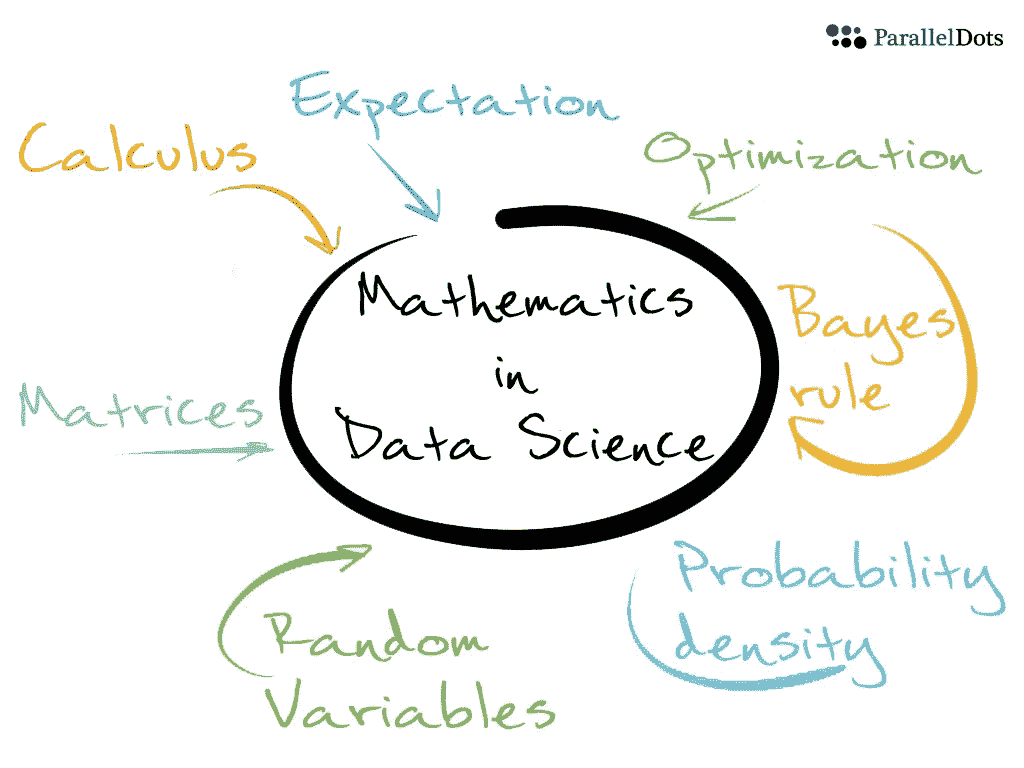 ParallelDots
Expectation
Calculus
Optimization
Mathematics
in
Data Science
Bayes
rule
Matrices
Probability
density
Random
Variables